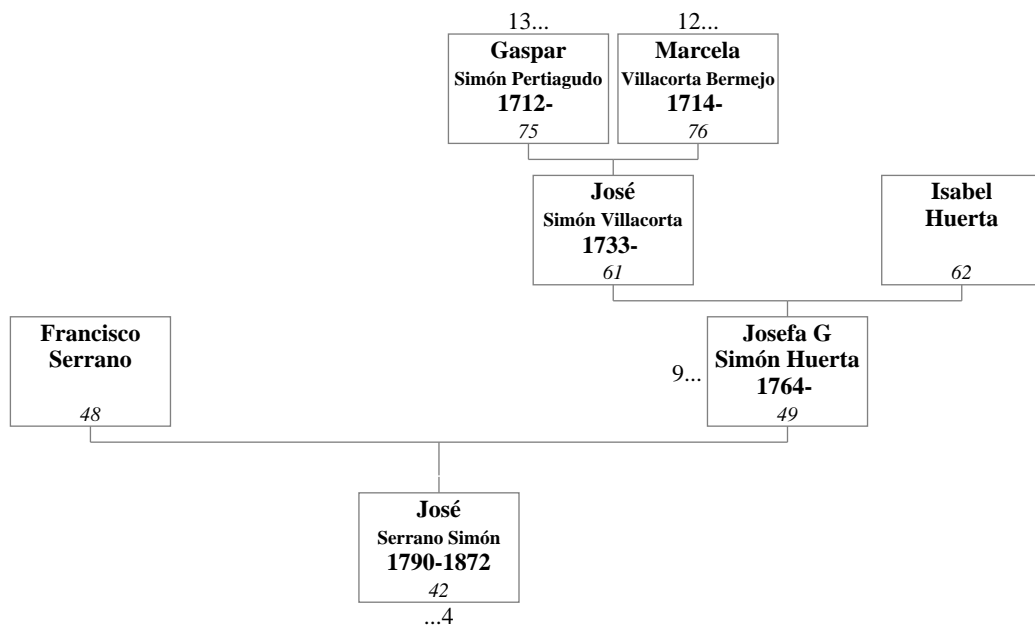 13...
12...
Gaspar
Simón Pertiagudo
1712-
75
Marcela
Villacorta Bermejo
1714-
76
José
Simón Villacorta
1733-
61
Isabel
Huerta
62
Francisco
Serrano
48
9...
Josefa G
Simón Huerta
1764-
49
José
Serrano Simón
1790-1872
42
...4